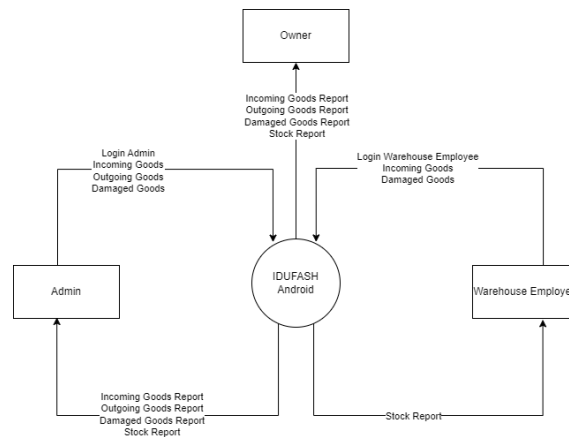 Owner
Incoming Goods Report
Outgoing Goods Report
Damaged Goods Report
Stock Report
Login Admin
Incoming Goods
Outgoing Goods
Damaged Goods
Login Warehouse Employee
Incoming Goods
Damaged Goods
IDUFASH
Android
Admin
Warehouse Employe
Incoming Goods Report
Outgoing Goods Report
Damaged Goods Report
Stock Report
Stock Report